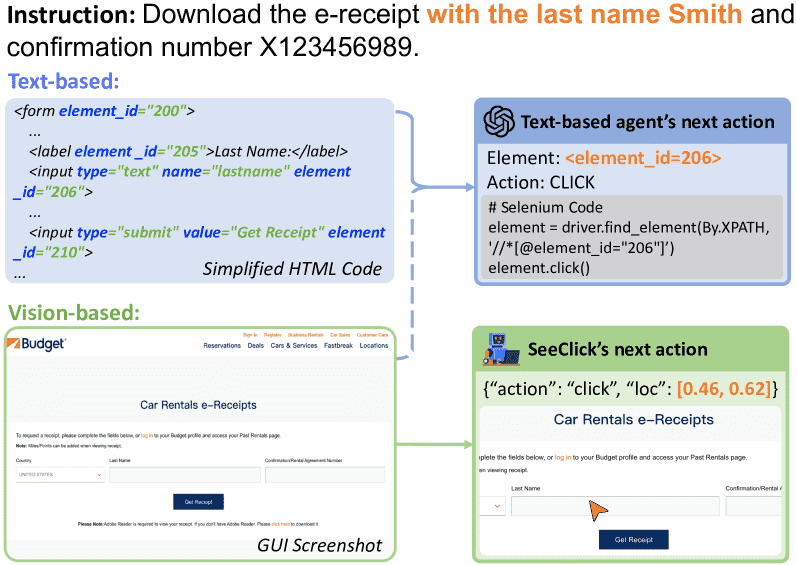 Instruction: Download the e-receipt with the last name Smith and
confirmation number X123456989.
Text-based:
<form element_id="200">
...
<label element _id="205">Last Name:</label>
<input type="text" name="lastname" element
_id="206">
...
<input type="submit" value="Get Receipt" element
_id="210">
...
Simplified HTML Code
Text-based agent's next action
Element: <element_id=206>
Action: CLICK
# Selenium Code
element = driver.find_element(By.XPATH,
'//*[@element_id="206"]')
element.click()
Vision-based:
Budget
Sign In Register Business Rentals Car Sales Customer Care
Reservations Deals Cars & Services Fastbreak Locations
Car Rentals e-Receipts
To request a receipt, please complete the fields below, or log in to your Budget profile and access your Past Rentals page.
Note: Miles/Points can be added when viewing receipt.
Country Last Name Confirmation/Rental Agreement Number
UNITED STATES
Get Receipt
Please Note:Adobe Reader is required to view your receipt. If you don't have Adobe Reader. Please click here to download it.
GUI Screenshot
SeeClick's next action
{"action": "click", "loc": [0.46, 0.62]}
Car Rentals e-Receipts
plete the fields below, or log in to your Budget profile and access your Past Rentals page.
en viewing receipt.
Last Name Confirmation/Rental A
Get Receipt